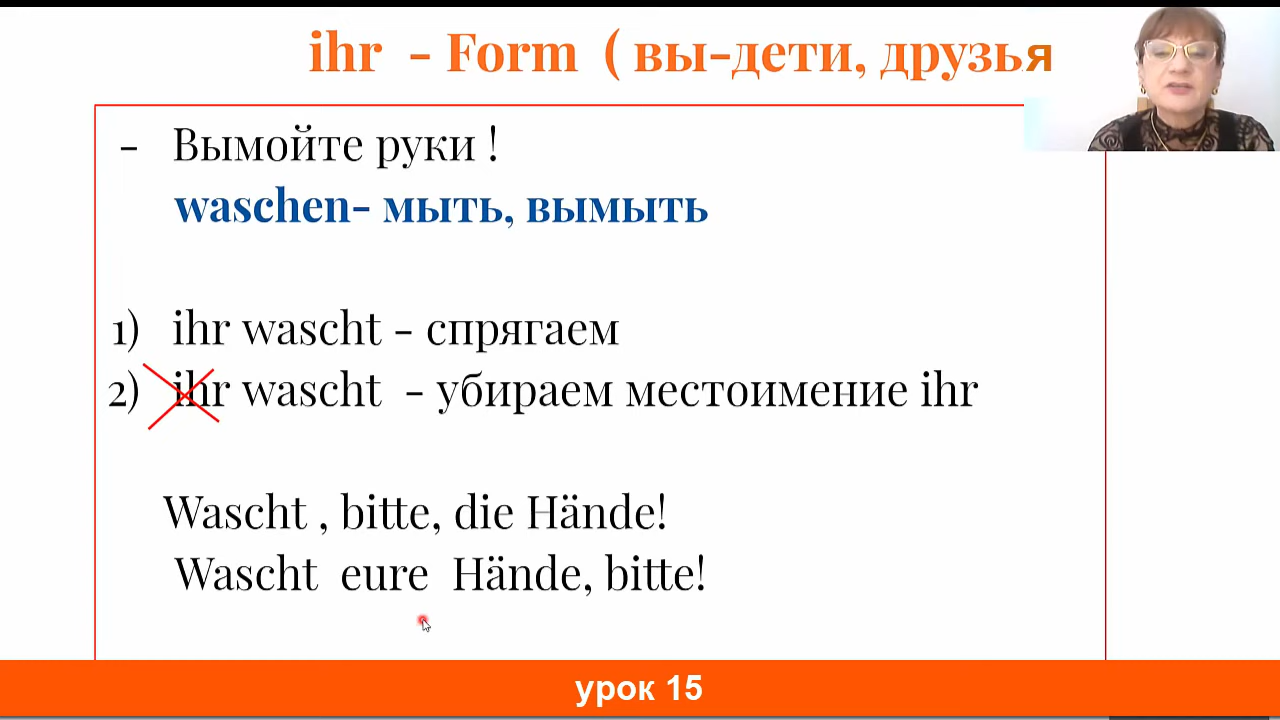 ihr - Form ( вы-дети, друзья
- Вымойте руки !
waschen- мыть, вымыть
1) ihr wascht - спрягаем
2) ihr wascht - убираем местоимение ihr
Wascht , bitte, die Hände!
Wascht eure Hände, bitte!
урок 15